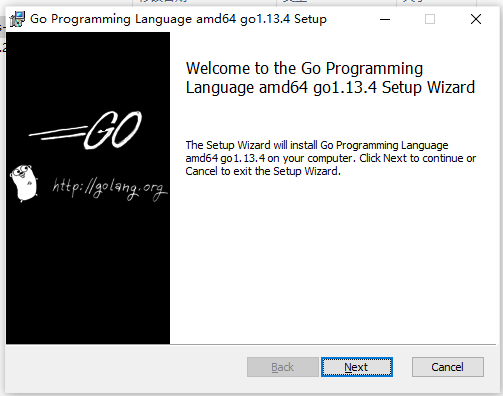 Go Programming Language amd64 go1.13.4 Setup
Welcome to the Go Programming
Language amd64 go1.13.4 Setup Wizard
GO
http://golang.org
The Setup Wizard will install Go Programming Language
amd64 go1.13.4 on your computer. Click Next to continue or
Cancel to exit the Setup Wizard.
Back
Next
Cancel